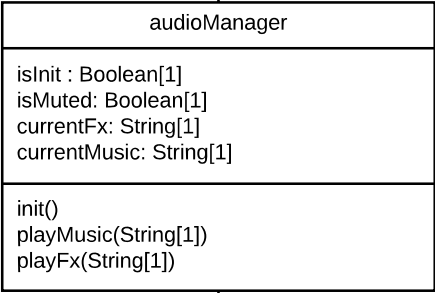 audioManager
isInit : Boolean[1]
isMuted: Boolean[1]
currentFx: String[1]
currentMusic: String[1]
init()
playMusic(String[1])
playFx(String[1])